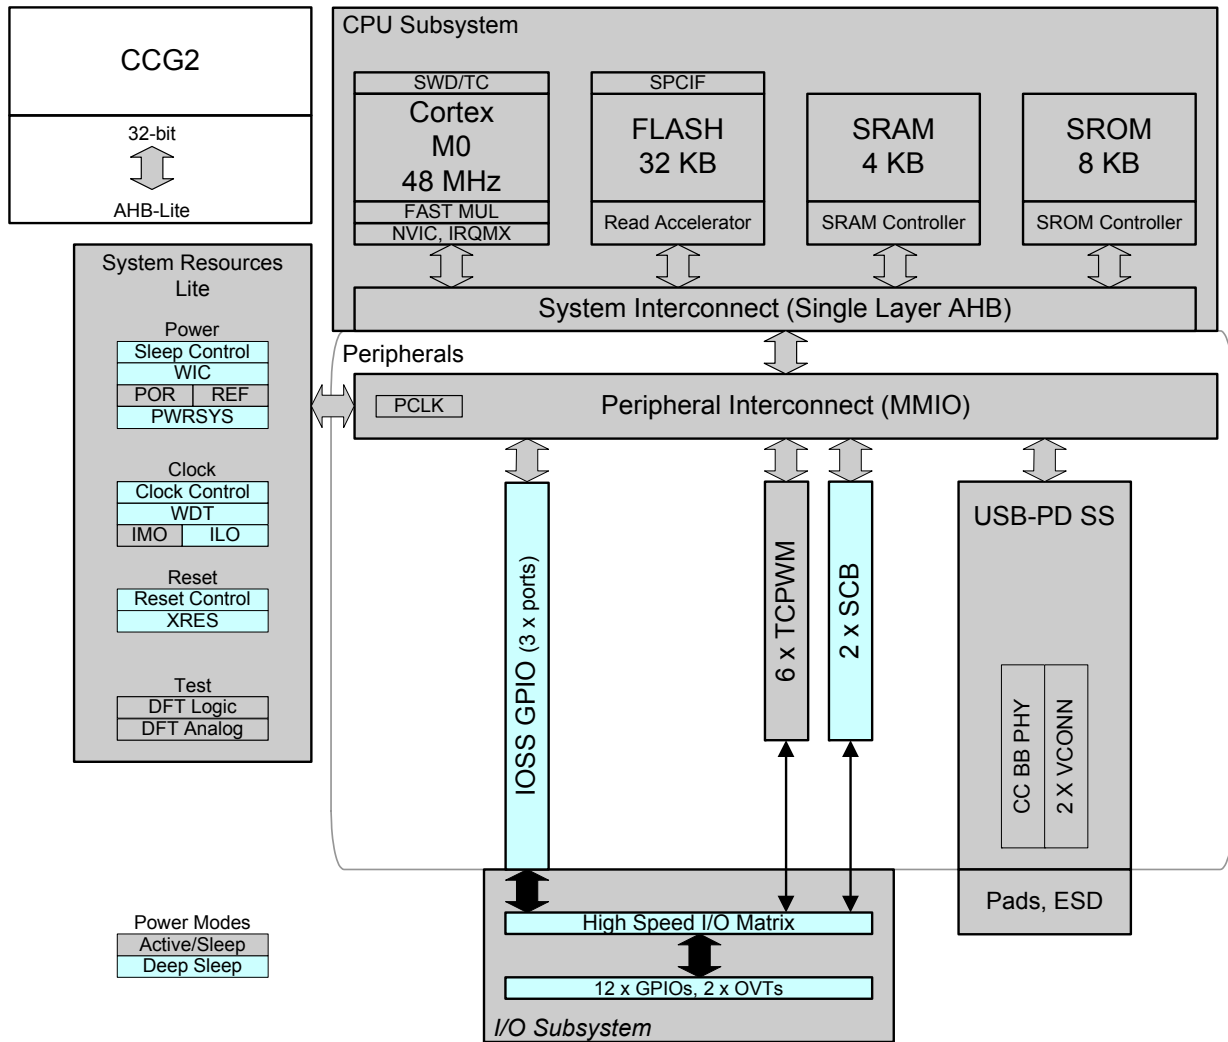 CCG2
32-bit
AHB-Lite
CPU Subsystem
SWD/TC
Cortex
M0
48 MHz
FAST MUL
NVIC, IRQMX
SPCIF
FLASH
32 KB
Read Accelerator
SRAM
4 KB
SRAM Controller
SROM
8 KB
SROM Controller
System Interconnect (Single Layer AHB)
System Resources
Lite
Power
Sleep Control
WIC
POR REF
PWRSYS
Clock
Clock Control
WDT
IMO ILO
Reset
Reset Control
XRES
Test
DFT Logic
DFT Analog
Peripherals
PCLK
Peripheral Interconnect (MMIO)
IOSS GPIO (3 x ports)
6 x TCPWM
2 x SCB
USB-PD SS
CC BB PHY
2 X VCONN
Pads, ESD
High Speed I/O Matrix
12 x GPIOs, 2 x OVTs
I/O Subsystem
Power Modes
Active/Sleep
Deep Sleep